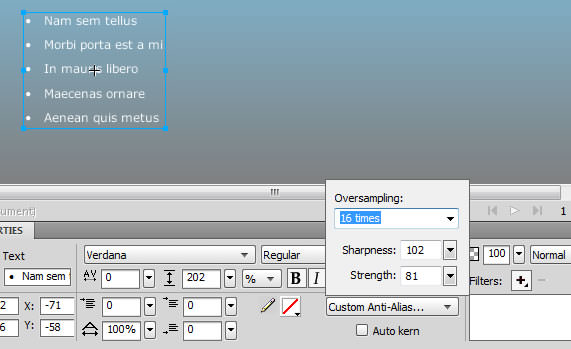 • Nam sem tellus
• Morbi porta est a mi
• In mauris libero
• Maecenas ornare
• Aenean quis metus
Oversampling:
16 times
Sharpness: 102
Strength: 81
ument)
1
RTIES
Text Verdana Regular 100 Normal
• Nam sem 0 202 % B I Filters:
2 X: -71 0 0 Custom Anti-Alias...
6 Y: -58 100% 0 Auto kern